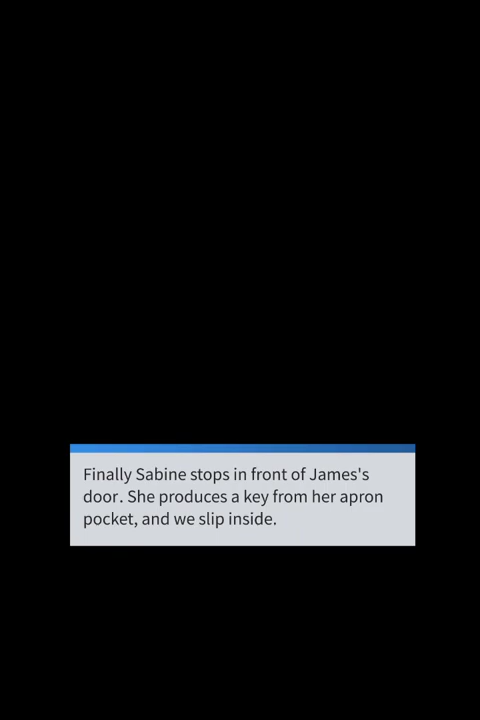 Finally Sabine stops in front of James's
door. She produces a key from her apron
pocket, and we slip inside.